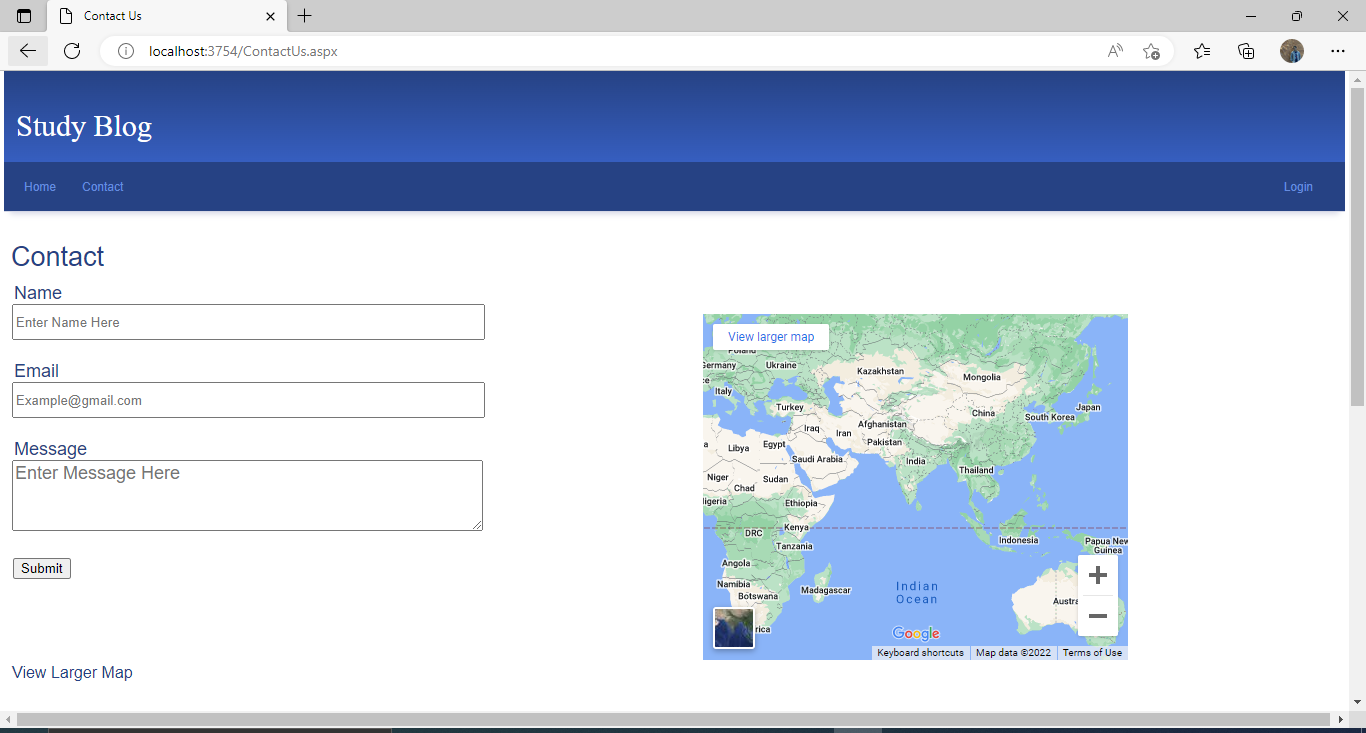 Contact Us
localhost:3754/ContactUs.aspx
Study Blog
Home Contact Login
Contact
Name
Enter Name Here
Email
Example@gmail.com
Message
Enter Message Here
Submit
View larger map
Poland
Germany Ukraine Kazakhstan Mongolia
Italy
Turkey China South Korea Japan
Iraq Iran Afghanistan
Pakistan
Libya Egypt Saudi Arabia India Thailand
Niger Chad Sudan
Ethiopia
DRC Kenya
Tanzania Indonesia Papua New
Guinea
Angola
Namibia Botswana Madagascar Indian
Ocean
Austra
rica
Google
Keyboard shortcuts Map data ©2022 Terms of Use
View Larger Map